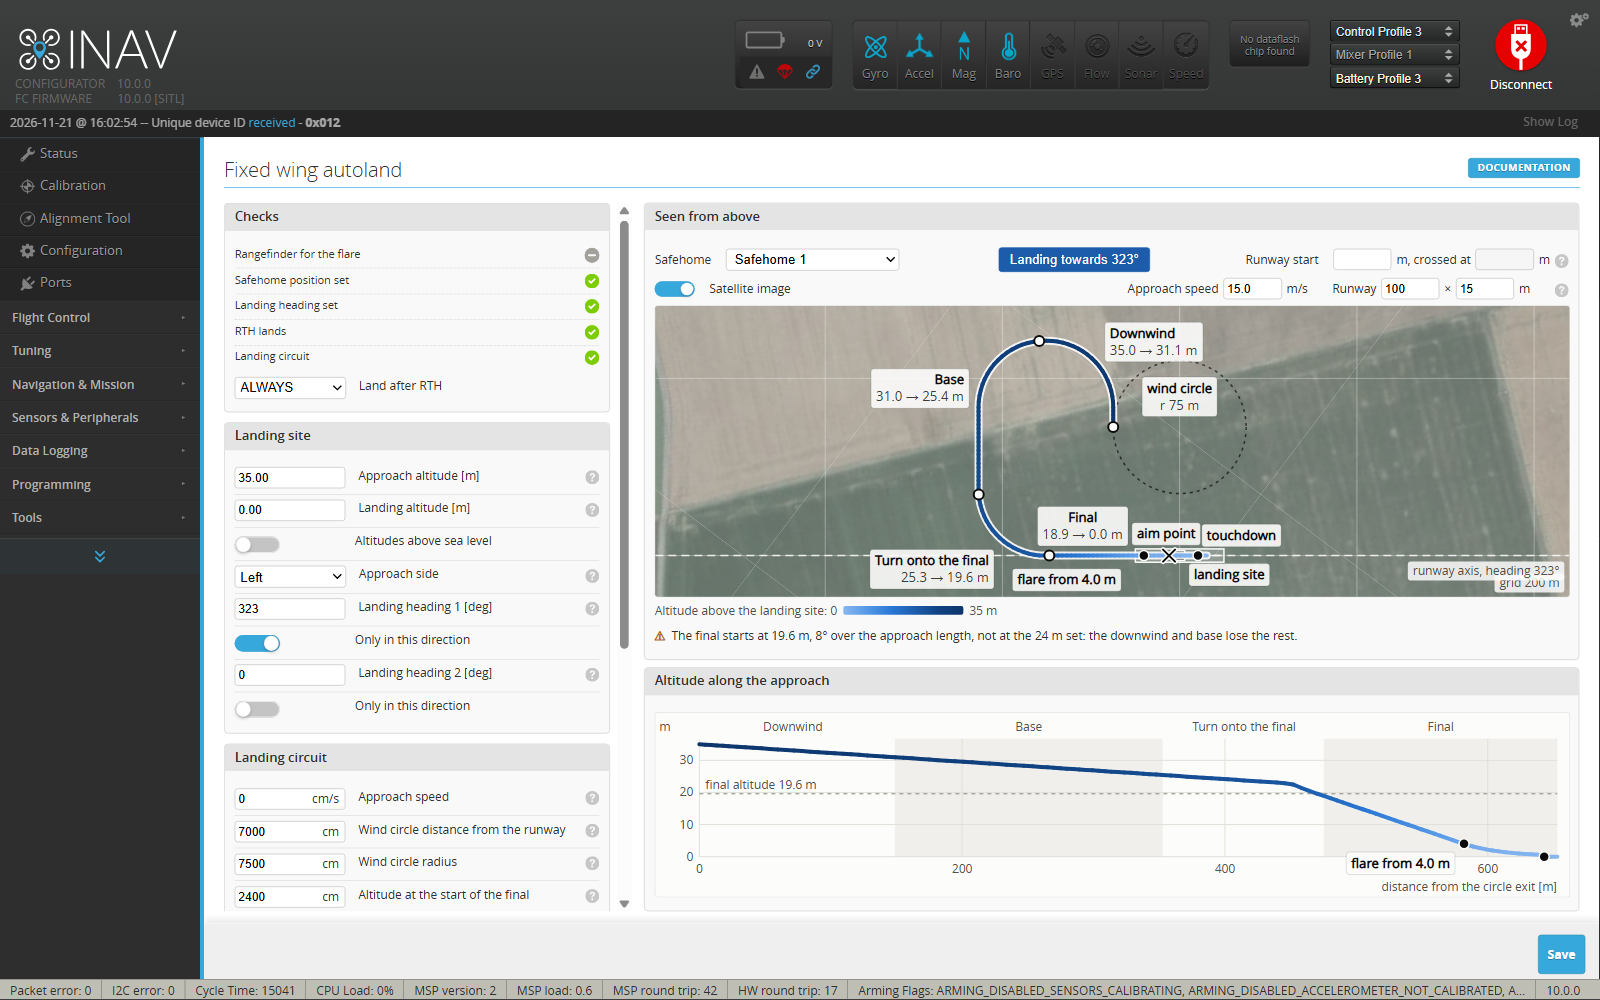 INAV
CONFIGURATOR 10.0.0
FC FIRMWARE 10.0.0 [SITL]
0 V
Gyro
Accel
Mag
Baro
GPS
Flow
Sonar
Speed
No dataflash
chip found
Control Profile 3
Mixer Profile 1
Battery Profile 3
Disconnect
2026-11-21 @ 16:02:54 -- Unique device ID received - 0x012
Show Log
Status
Calibration
Alignment Tool
Configuration
Ports
Flight Control
Tuning
Navigation & Mission
Sensors & Peripherals
Data Logging
Programming
Tools
Fixed wing autoland
DOCUMENTATION
Checks
Rangefinder for the flare
Safehome position set
Landing heading set
RTH lands
Landing circuit
ALWAYS Land after RTH
Landing site
35.00 Approach altitude [m]
0.00 Landing altitude [m]
Altitudes above sea level
Left Approach side
323 Landing heading 1 [deg]
Only in this direction
0 Landing heading 2 [deg]
Only in this direction
Landing circuit
0 cm/s Approach speed
7000 cm Wind circle distance from the runway
7500 cm Wind circle radius
2400 cm Altitude at the start of the final
Seen from above
Safehome Safehome 1 Landing towards 323° Runway start m, crossed at m
Satellite image Approach speed 15.0 m/s Runway 100 × 15 m
Downwind
35.0 → 31.1 m
Base
31.0 → 25.4 m
wind circle
r 75 m
Final
18.9 → 0.0 m
aim point
touchdown
Turn onto the final
25.3 → 19.6 m
flare from 4.0 m
landing site
runway axis, heading 323°
grid 200 m
Altitude above the landing site: 0 35 m
The final starts at 19.6 m, 8° over the approach length, not at the 24 m set: the downwind and base lose the rest.
Altitude along the approach
m Downwind Base Turn onto the final Final
30
final altitude 19.6 m
20
10
0
flare from 4.0 m
0 200 400 600
distance from the circle exit [m]
Save
Packet error: 0 I2C error: 0 Cycle Time: 15041 CPU Load: 0% MSP version: 2 MSP load: 0.6 MSP round trip: 42 HW round trip: 17 Arming Flags: ARMING_DISABLED_SENSORS_CALIBRATING, ARMING_DISABLED_ACCELEROMETER_NOT_CALIBRATED, A... 10.0.0